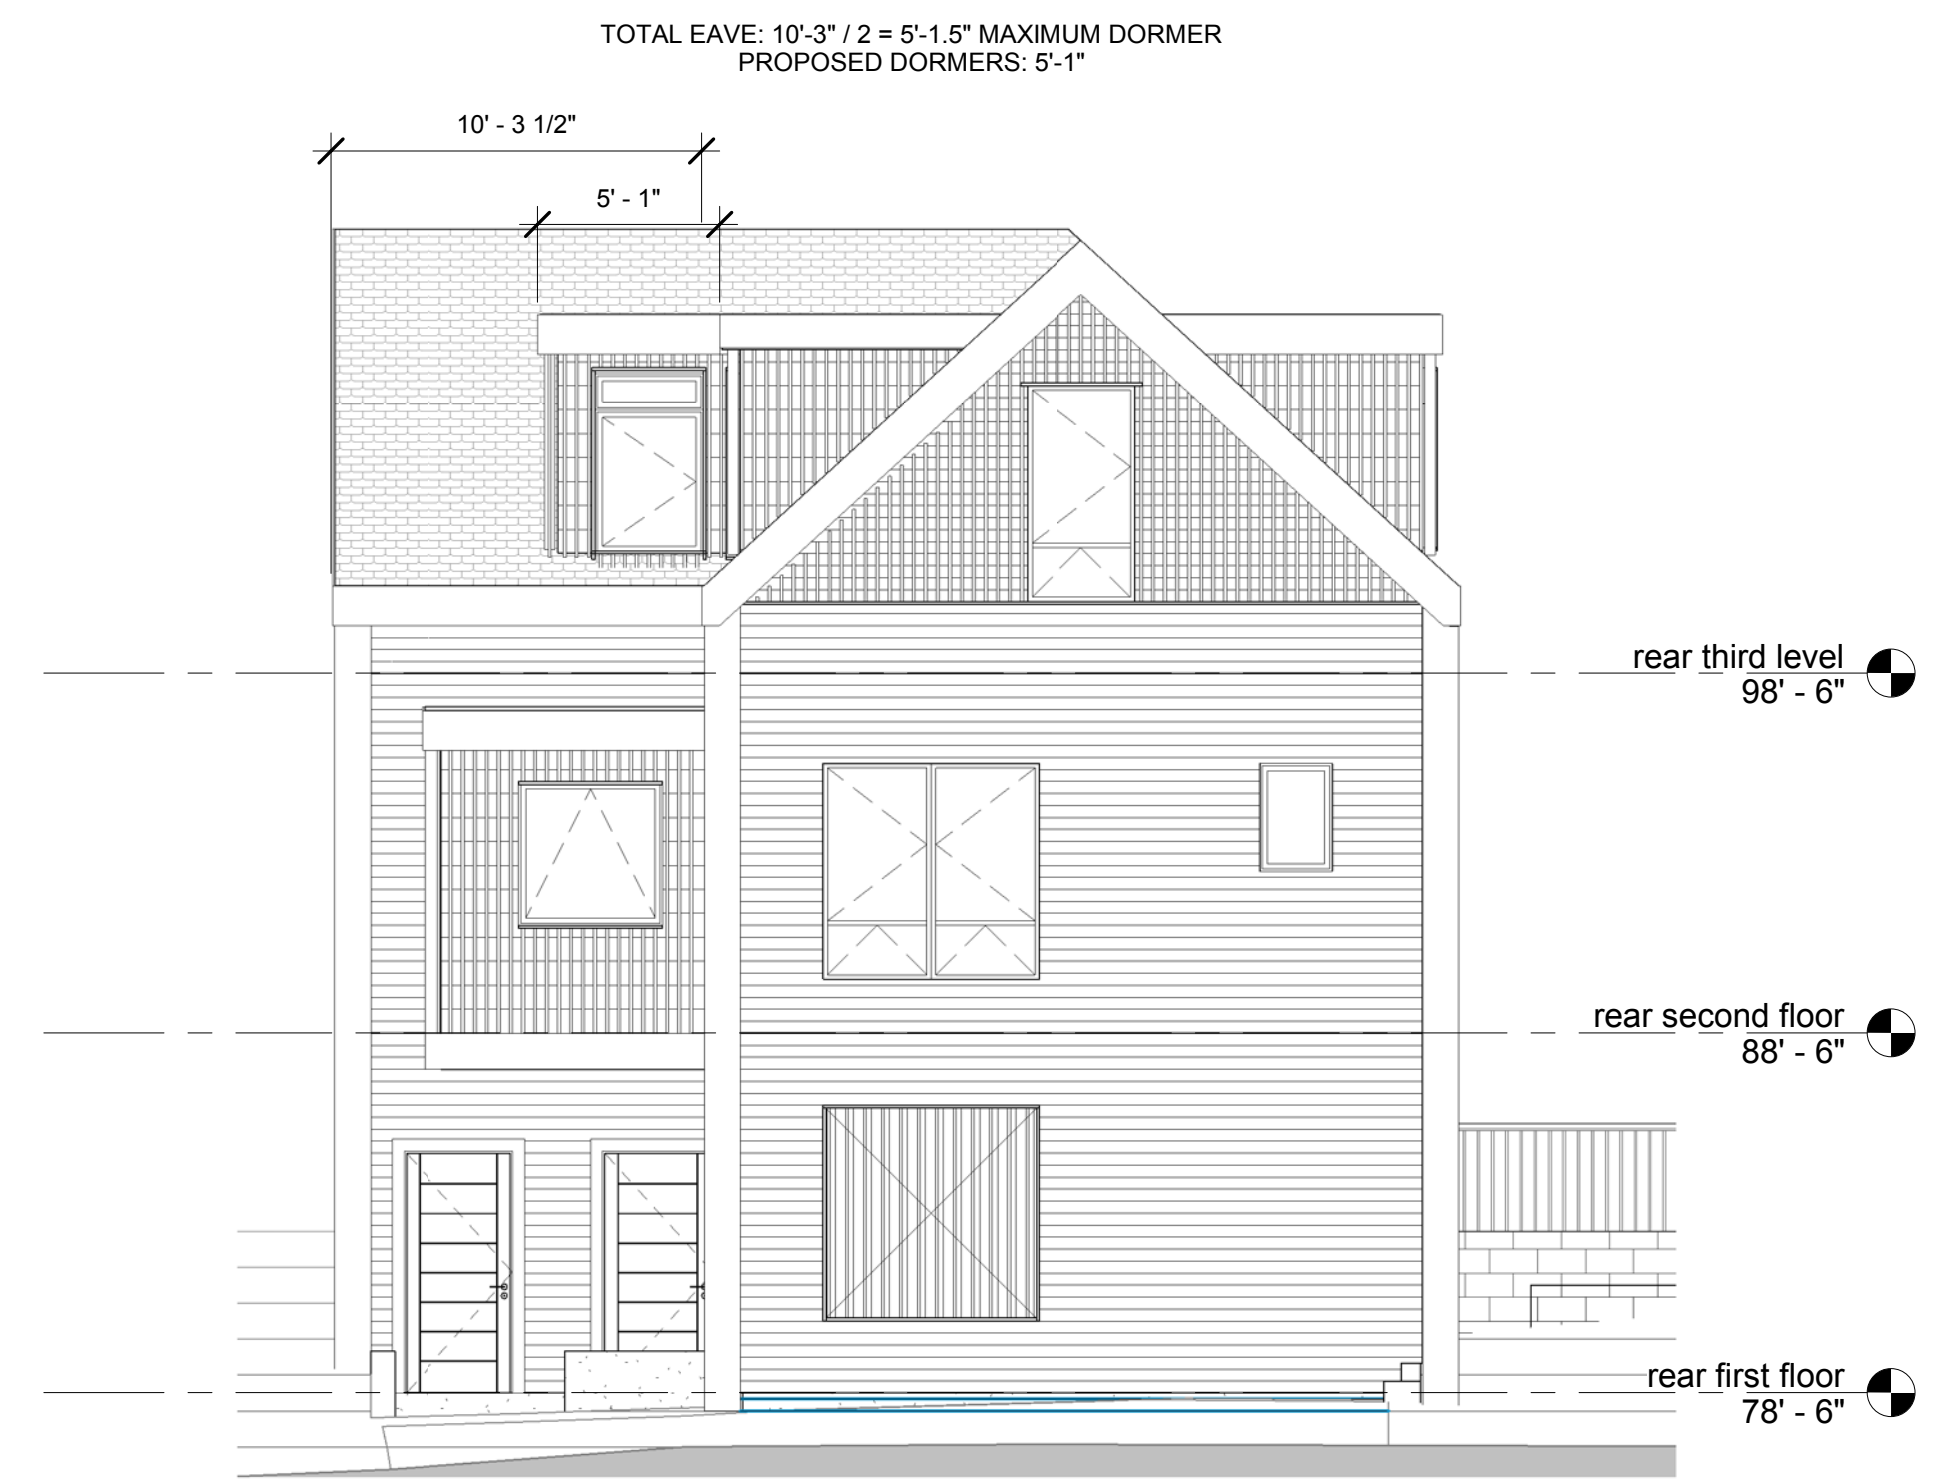 TOTAL EAVE: 10'-3" / 2 = 5'-1.5" MAXIMUM DORMER
PROPOSED DORMERS: 5'-1"
10' - 3 1/2"
5' - 1"
rear third level
98' - 6"
rear second floor
88' - 6"
rear first floor
78' - 6"